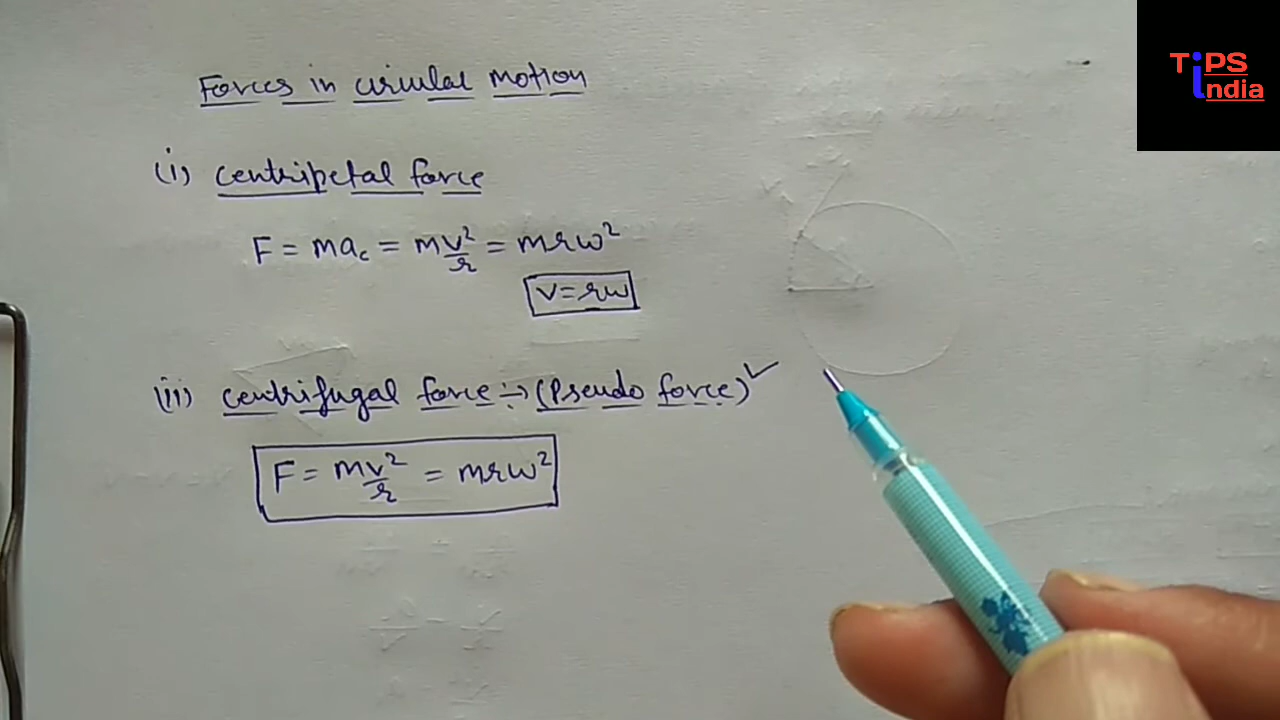 Forces in circular motion
(i) centripetal force
F = ma_c = mv²/r = mrω²
v=rω
(ii) centrifugal force :→ (Pseudo force) ✓
F = mv²/r = mrω²
TiPS
india